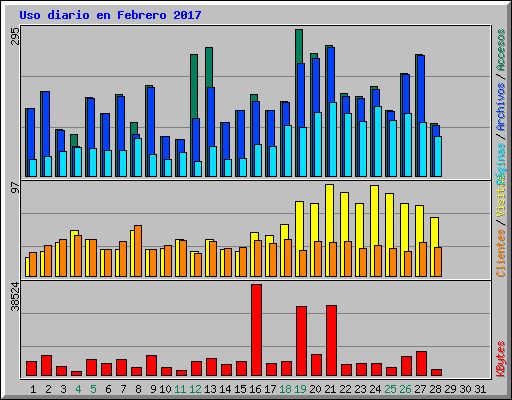 Uso diario en Febrero 2017
295
97
38524
Clientes / Visitas
Páginas / Archivos / Accesos
KBytes
1 2 3 4 5 6 7 8 9 10 11 12 13 14 15 16 17 18 19 20 21 22 23 24 25 26 27 28 29 30 31